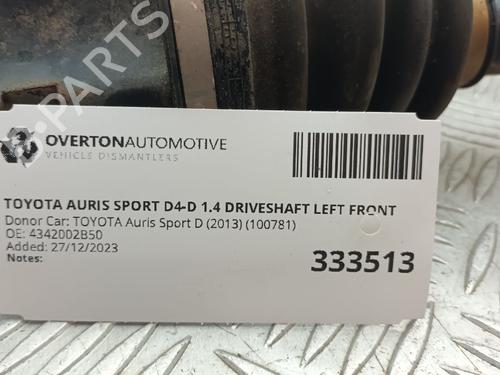 OVERTONAUTOMOTIVE
VEHICLE DISMANTLERS
TOYOTA AURIS SPORT D4-D 1.4 DRIVESHAFT LEFT FRONT
Donor Car: TOYOTA Auris Sport D (2013) (100781)
OE: 4342002B50
Added: 27/12/2023
Notes:
333513